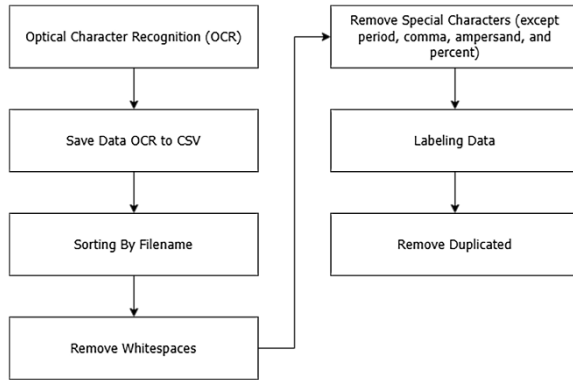 Optical Character Recognition (OCR)
Save Data OCR to CSV
Sorting By Filename
Remove Whitespaces
Remove Special Characters (except
period, comma, ampersand, and
percent)
Labeling Data
Remove Duplicated